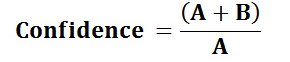 Confidence = (A + B) / A